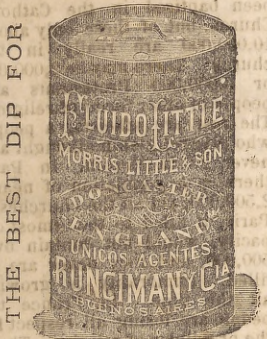 THE BEST DIP FOR
FLUIDO LITTLE
MORRIS LITTLE & SON
DONCASTER
ENGLAND
UNICOS AGENTES
RUNCIMAN Y Cia
BUENOS AIRES